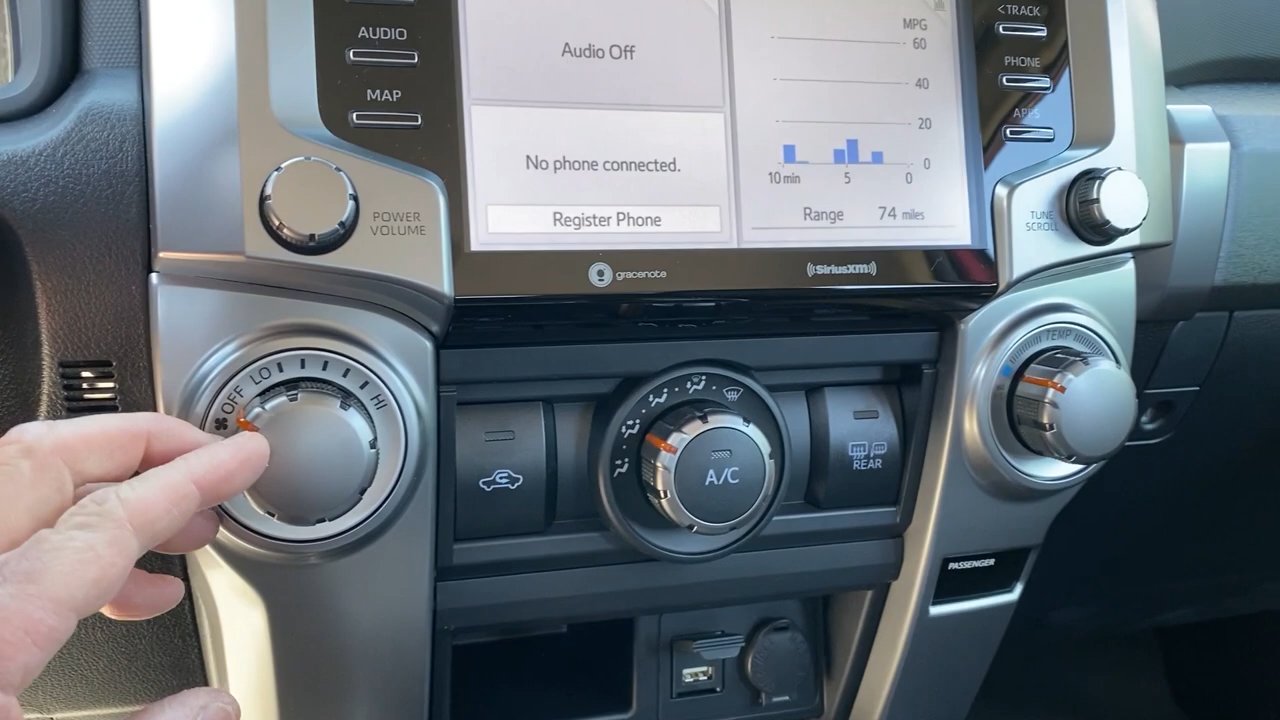 AUDIO
MAP
POWER
VOLUME
Audio Off
No phone connected.
Register Phone
MPG
60
40
20
0
10 min 5 0
Range 74 miles
<TRACK
PHONE
APPS
TUNE
SCROLL
gracenote
((SiriusXM))
OFF LO HI
A/C
REAR
TEMP
PASSENGER